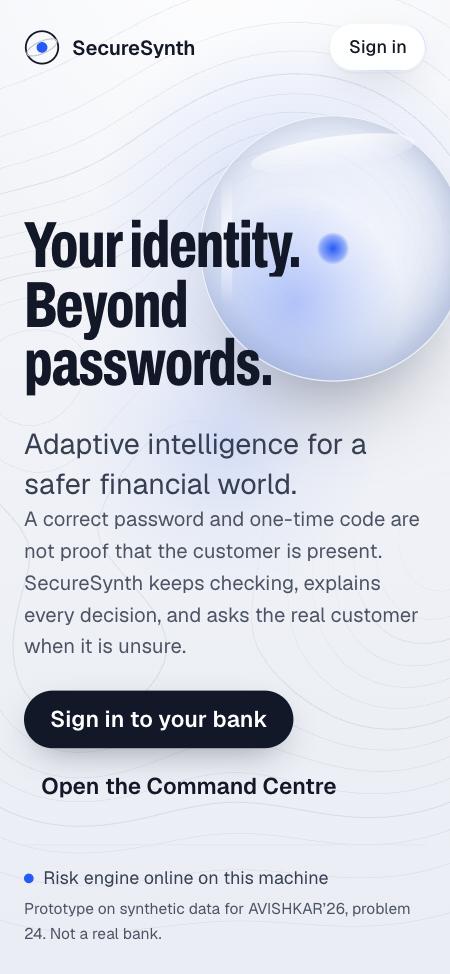 SecureSynth
Sign in
Your identity.
Beyond
passwords.
Adaptive intelligence for a
safer financial world.
A correct password and one-time code are
not proof that the customer is present.
SecureSynth keeps checking, explains
every decision, and asks the real customer
when it is unsure.
Sign in to your bank
Open the Command Centre
Risk engine online on this machine
Prototype on synthetic data for AVISHKAR’26, problem
24. Not a real bank.